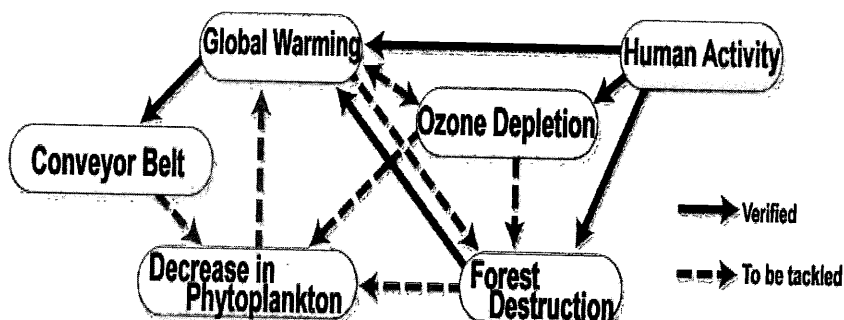 Global Warming
Human Activity
Ozone Depletion
Conveyor Belt
Verified
Decrease in
Phytoplankton
Forest
Destruction
To be tackled